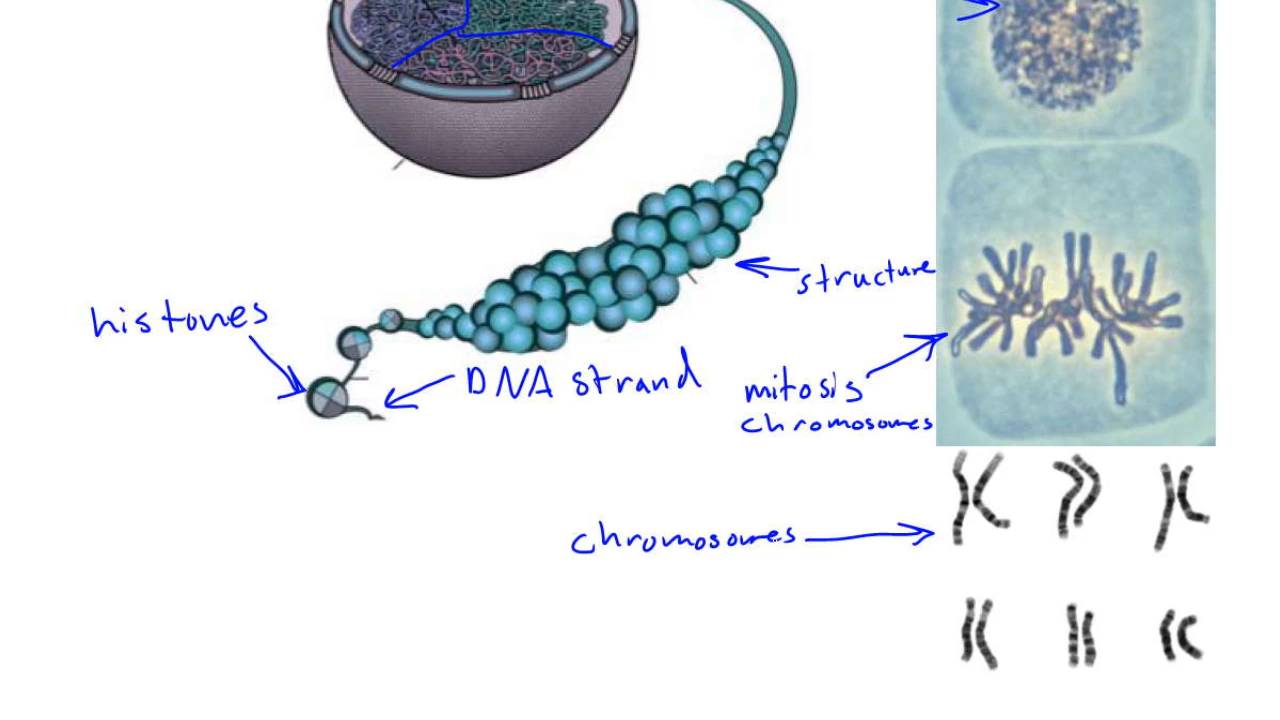 structure
histones
DNA strand
mitosis
chromosomes
chromosomes